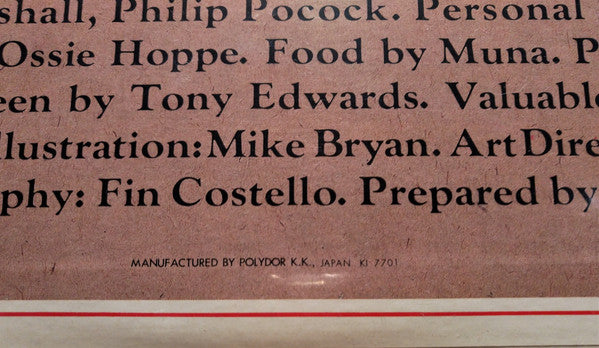 shall, Philip Pocock. Personal
Ossie Hoppe. Food by Muna. P
een by Tony Edwards. Valuable
llustration: Mike Bryan. Art Dire
phy: Fin Costello. Prepared by
MANUFACTURED BY POLYDOR K.K., JAPAN KI 7701